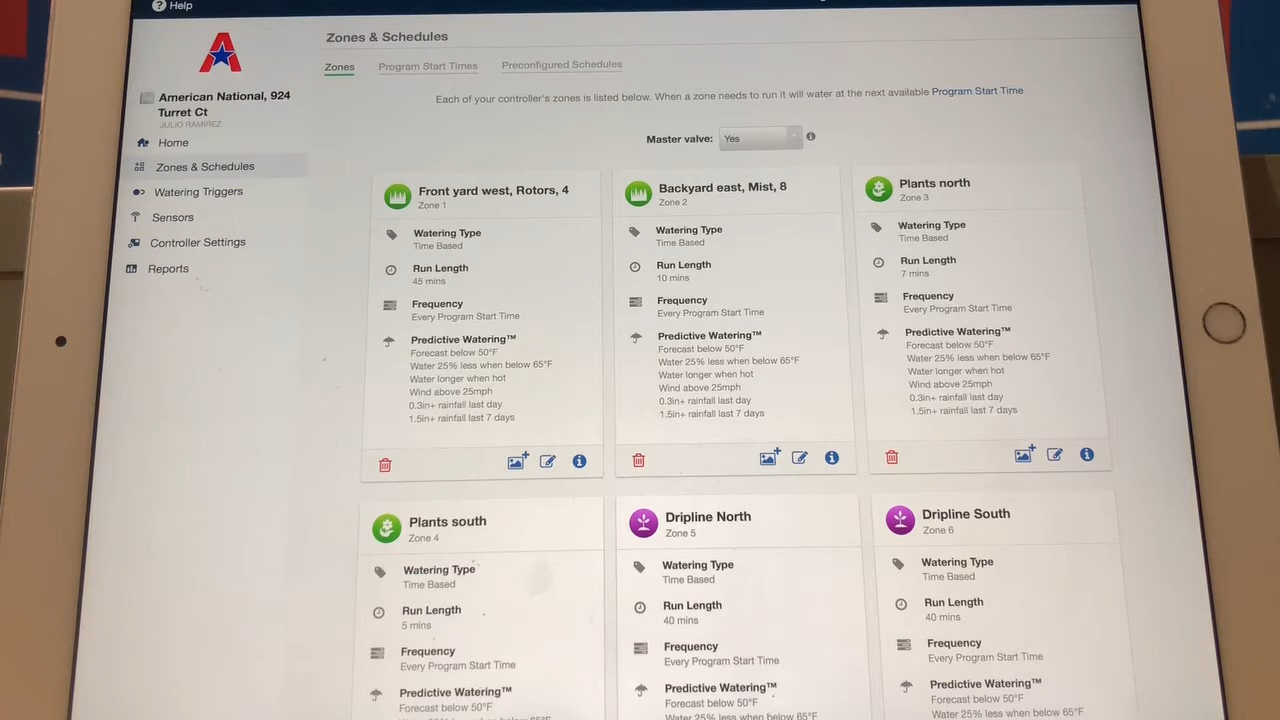 Help
American National, 924
Turret Ct
JULIO RAMIREZ
Home
Zones & Schedules
Watering Triggers
Sensors
Controller Settings
Reports
Zones & Schedules
Zones
Program Start Times
Preconfigured Schedules
Each of your controller's zones is listed below. When a zone needs to run it will water at the next available Program Start Time
Master valve: Yes
Front yard west, Rotors, 4
Zone 1
Watering Type
Time Based
Run Length
45 mins
Frequency
Every Program Start Time
Predictive Watering™
Forecast below 50°F
Water 25% less when below 65°F
Water longer when hot
Wind above 25mph
0.3in+ rainfall last day
1.5in+ rainfall last 7 days
Backyard east, Mist, 8
Zone 2
Watering Type
Time Based
Run Length
10 mins
Frequency
Every Program Start Time
Predictive Watering™
Forecast below 50°F
Water 25% less when below 65°F
Water longer when hot
Wind above 25mph
0.3in+ rainfall last day
1.5in+ rainfall last 7 days
Plants north
Zone 3
Watering Type
Time Based
Run Length
7 mins
Frequency
Every Program Start Time
Predictive Watering™
Forecast below 50°F
Water 25% less when below 65°F
Water longer when hot
Wind above 25mph
0.3in+ rainfall last day
1.5in+ rainfall last 7 days
Plants south
Zone 4
Watering Type
Time Based
Run Length
5 mins
Frequency
Every Program Start Time
Predictive Watering™
Forecast below 50°F
Dripline North
Zone 5
Watering Type
Time Based
Run Length
40 mins
Frequency
Every Program Start Time
Predictive Watering™
Forecast below 50°F
Water 25% less when below 65°F
Dripline South
Zone 6
Watering Type
Time Based
Run Length
40 mins
Frequency
Every Program Start Time
Predictive Watering™
Forecast below 50°F
Water 25% less when below 65°F